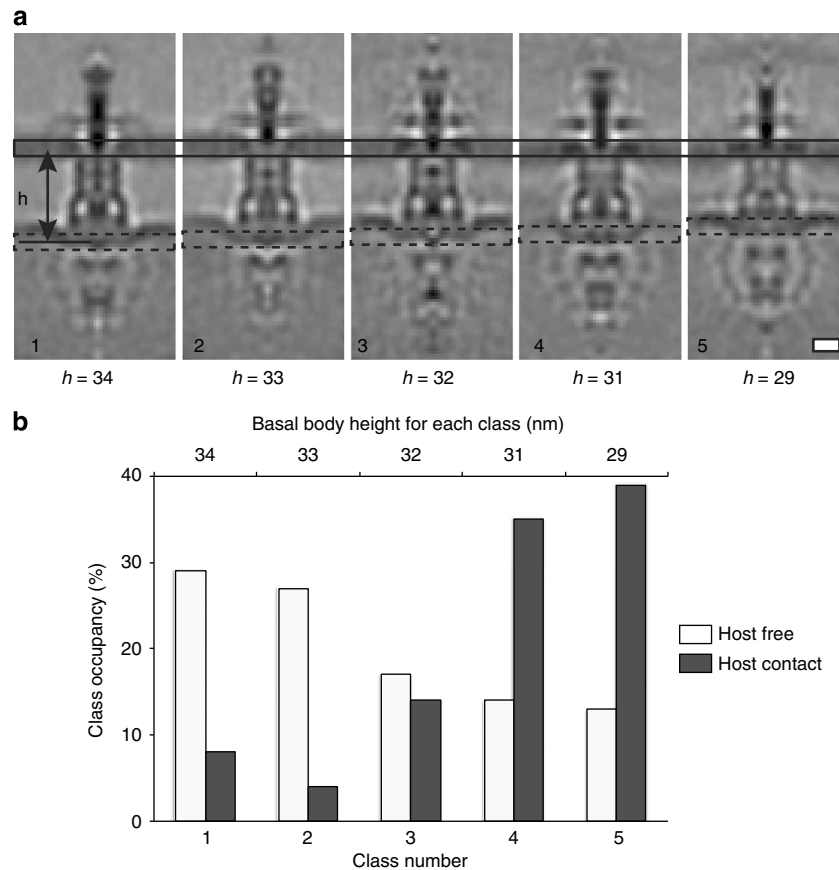 a
h
1 2 3 4 5
h = 34 h = 33 h = 32 h = 31 h = 29
b
Basal body height for each class (nm)
34 33 32 31 29
40
30
20
10
0
Class occupancy (%)
1 2 3 4 5
Class number
Host free
Host contact